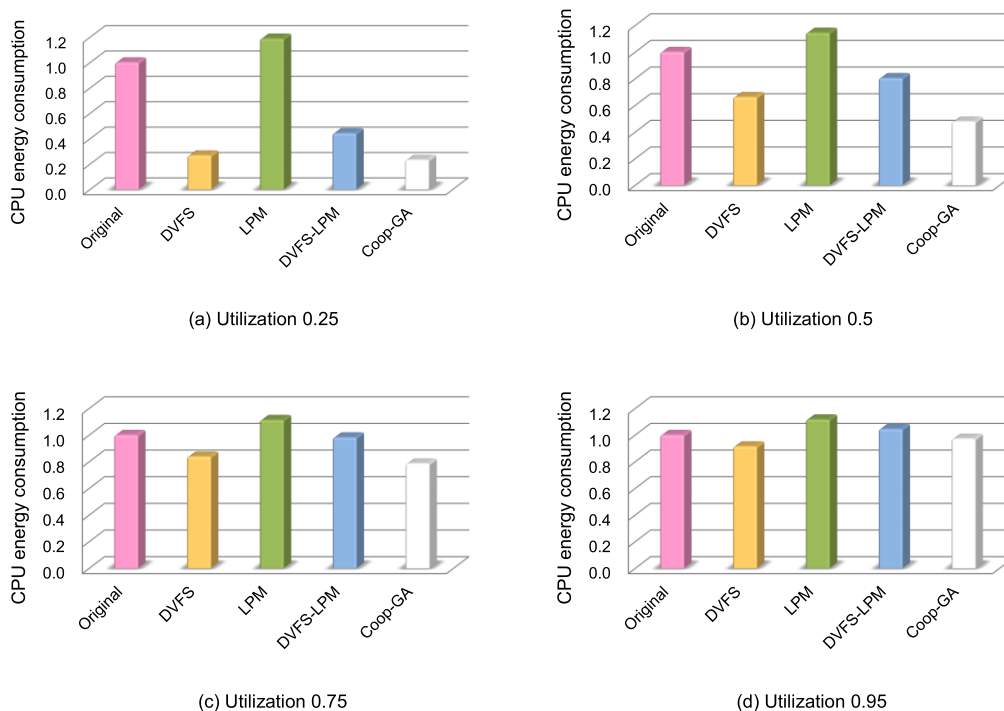 CPU energy consumption
1.2
1.0
0.8
0.6
0.4
0.2
0.0
Original
DVFS
LPM
DVFS-LPM
Coop-GA
(a) Utilization 0.25
CPU energy consumption
1.2
1.0
0.8
0.6
0.4
0.2
0.0
Original
DVFS
LPM
DVFS-LPM
Coop-GA
(b) Utilization 0.5
CPU energy consumption
1.2
1.0
0.8
0.6
0.4
0.2
0.0
Original
DVFS
LPM
DVFS-LPM
Coop-GA
(c) Utilization 0.75
CPU energy consumption
1.2
1.0
0.8
0.6
0.4
0.2
0.0
Original
DVFS
LPM
DVFS-LPM
Coop-GA
(d) Utilization 0.95